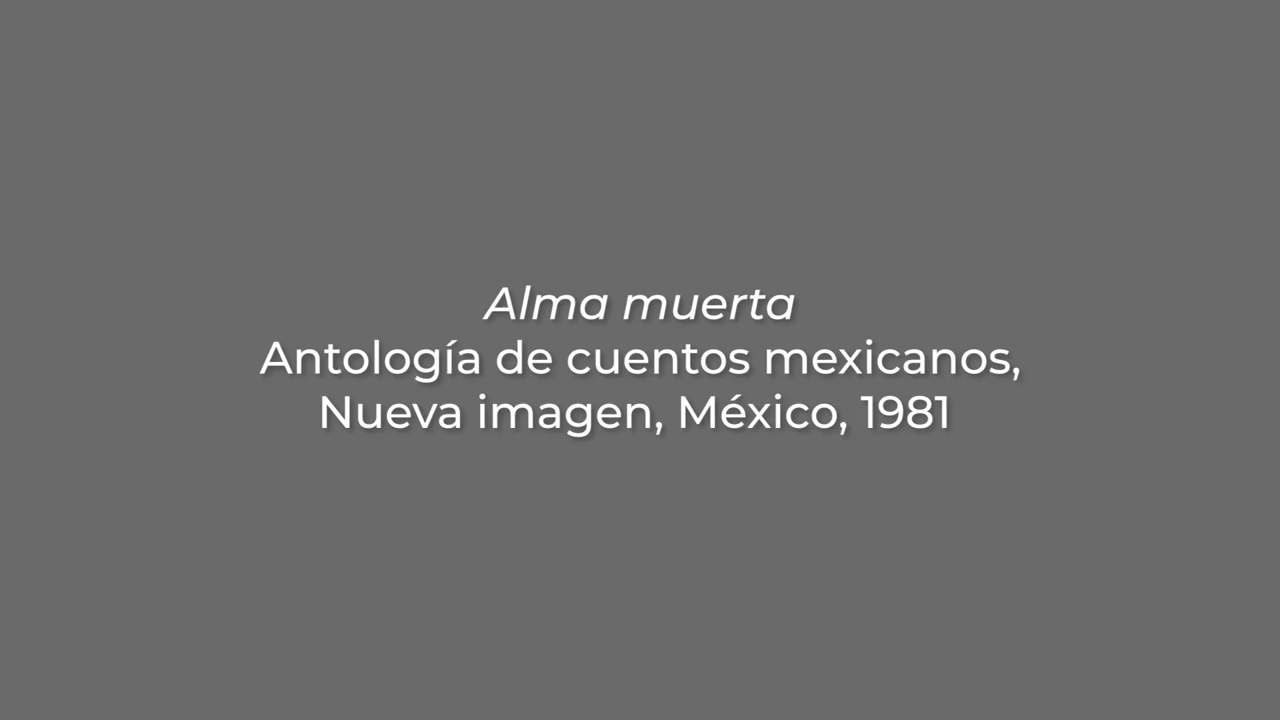 Alma muerta
Antología de cuentos mexicanos,
Nueva imagen, México, 1981